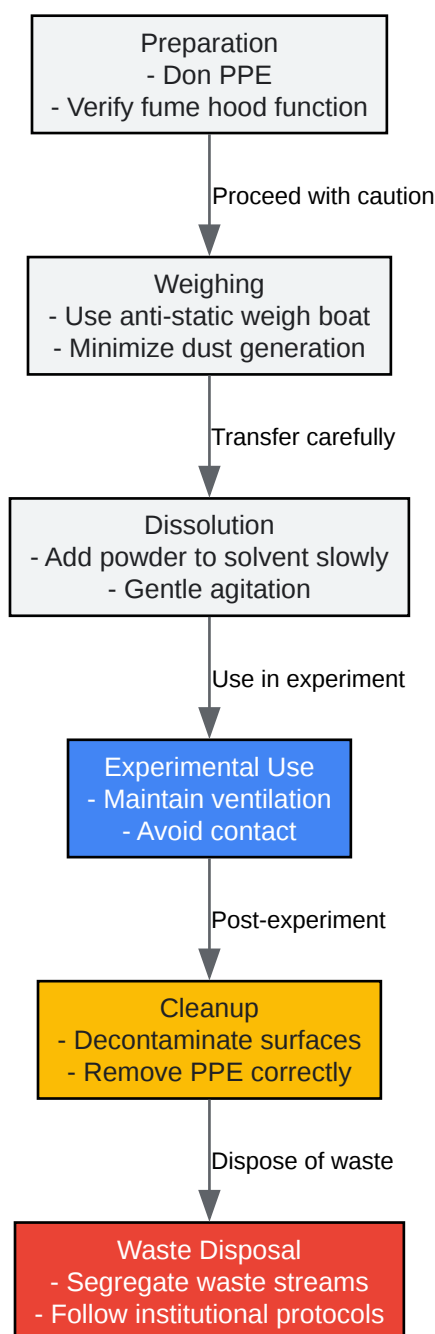 Preparation
- Don PPE
- Verify fume hood function
Proceed with caution
Weighing
- Use anti-static weigh boat
- Minimize dust generation
Transfer carefully
Dissolution
- Add powder to solvent slowly
- Gentle agitation
Use in experiment
Experimental Use
- Maintain ventilation
- Avoid contact
Post-experiment
Cleanup
- Decontaminate surfaces
- Remove PPE correctly
Dispose of waste
Waste Disposal
- Segregate waste streams
- Follow institutional protocols